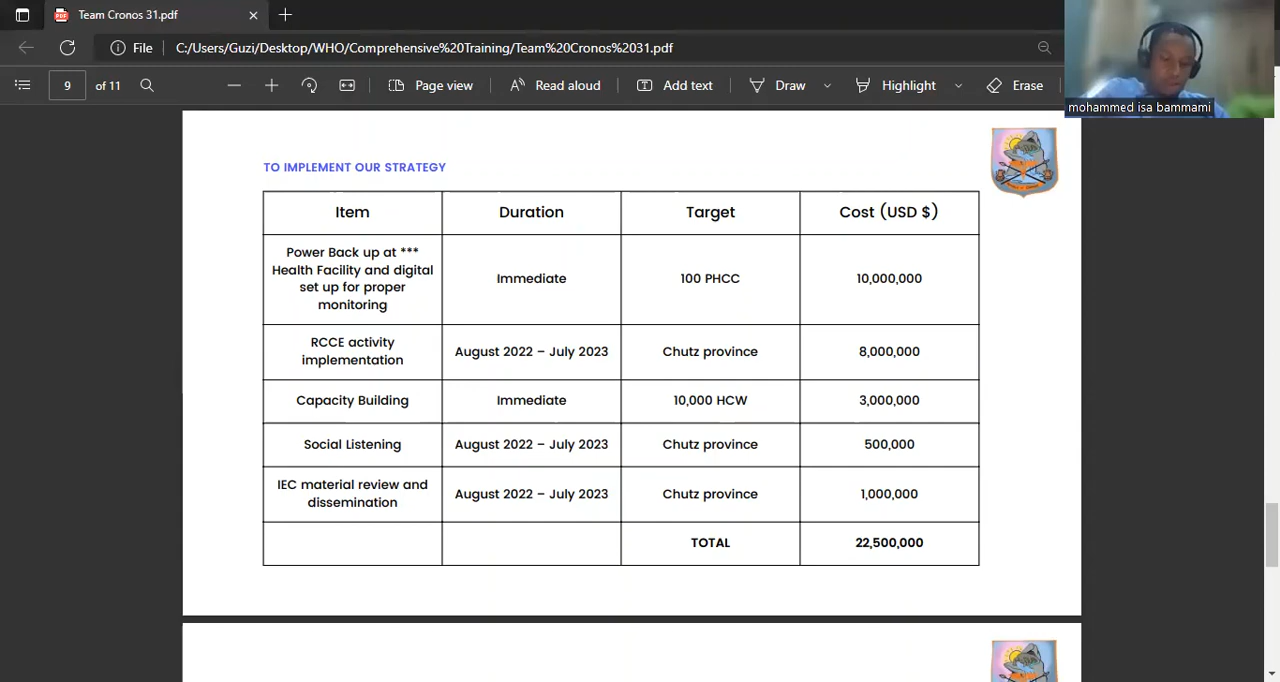 Team Cronos 31.pdf
File
C:/Users/Guzi/Desktop/WHO/Comprehensive%20Training/Team%20Cronos%2031.pdf
9
of 11
Page view
Read aloud
Add text
Draw
Highlight
Erase
mohammed isa bammami
TO IMPLEMENT OUR STRATEGY
Item
Duration
Target
Cost (USD $)
Power Back up at ***
Health Facility and digital
set up for proper
monitoring
Immediate
100 PHCC
10,000,000
RCCE activity
implementation
August 2022 – July 2023
Chutz province
8,000,000
Capacity Building
Immediate
10,000 HCW
3,000,000
Social Listening
August 2022 – July 2023
Chutz province
500,000
IEC material review and
dissemination
August 2022 – July 2023
Chutz province
1,000,000
TOTAL
22,500,000